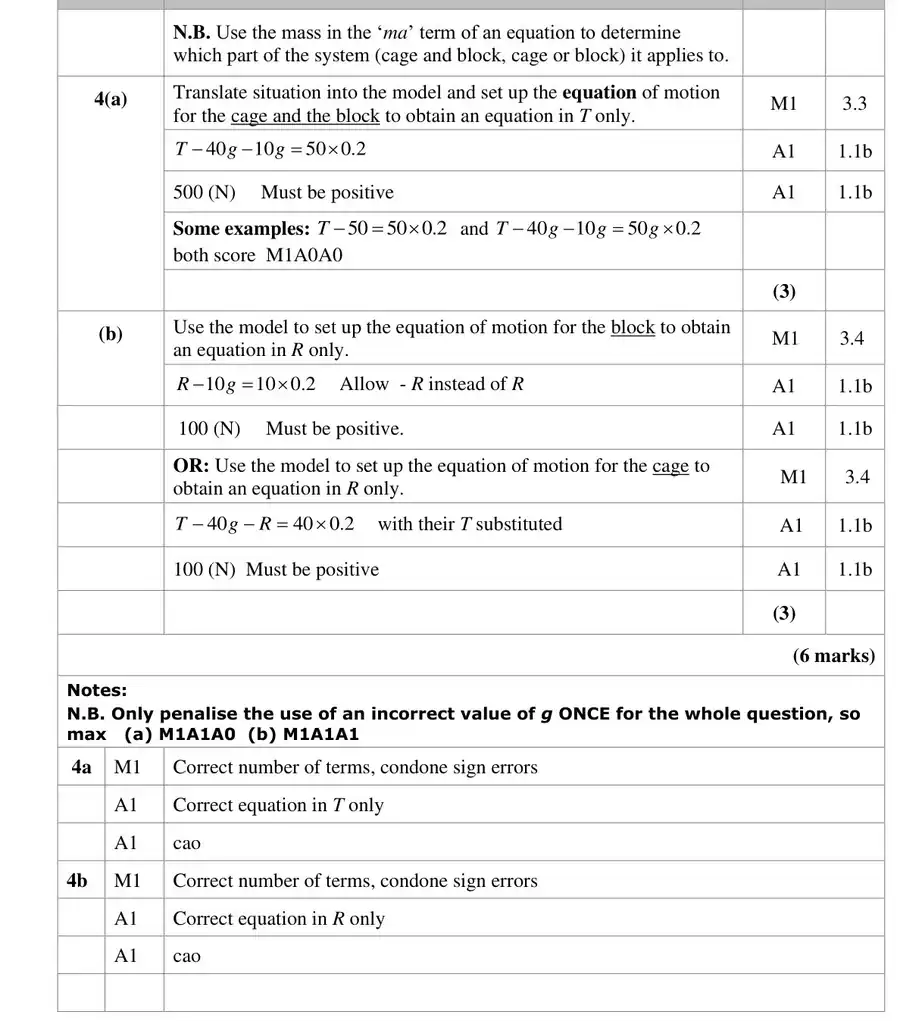 N.B. Use the mass in the ‘ma’ term of an equation to determine
which part of the system (cage and block, cage or block) it applies to.
4(a) Translate situation into the model and set up the equation of motion M1 3.3
for the cage and the block to obtain an equation in T only.
T − 40g − 10g = 50×0.2 A1 1.1b
500 (N) Must be positive A1 1.1b
Some examples: T − 50 = 50×0.2 and T − 40g − 10g = 50g × 0.2
both score M1A0A0
(3)
(b) Use the model to set up the equation of motion for the block to obtain M1 3.4
an equation in R only.
R − 10g = 10×0.2 Allow - R instead of R A1 1.1b
100 (N) Must be positive. A1 1.1b
OR: Use the model to set up the equation of motion for the cage to M1 3.4
obtain an equation in R only.
T − 40g − R = 40×0.2 with their T substituted A1 1.1b
100 (N) Must be positive A1 1.1b
(3)
(6 marks)
Notes:
N.B. Only penalise the use of an incorrect value of g ONCE for the whole question, so
max (a) M1A1A0 (b) M1A1A1
4a M1 Correct number of terms, condone sign errors
A1 Correct equation in T only
A1 cao
4b M1 Correct number of terms, condone sign errors
A1 Correct equation in R only
A1 cao